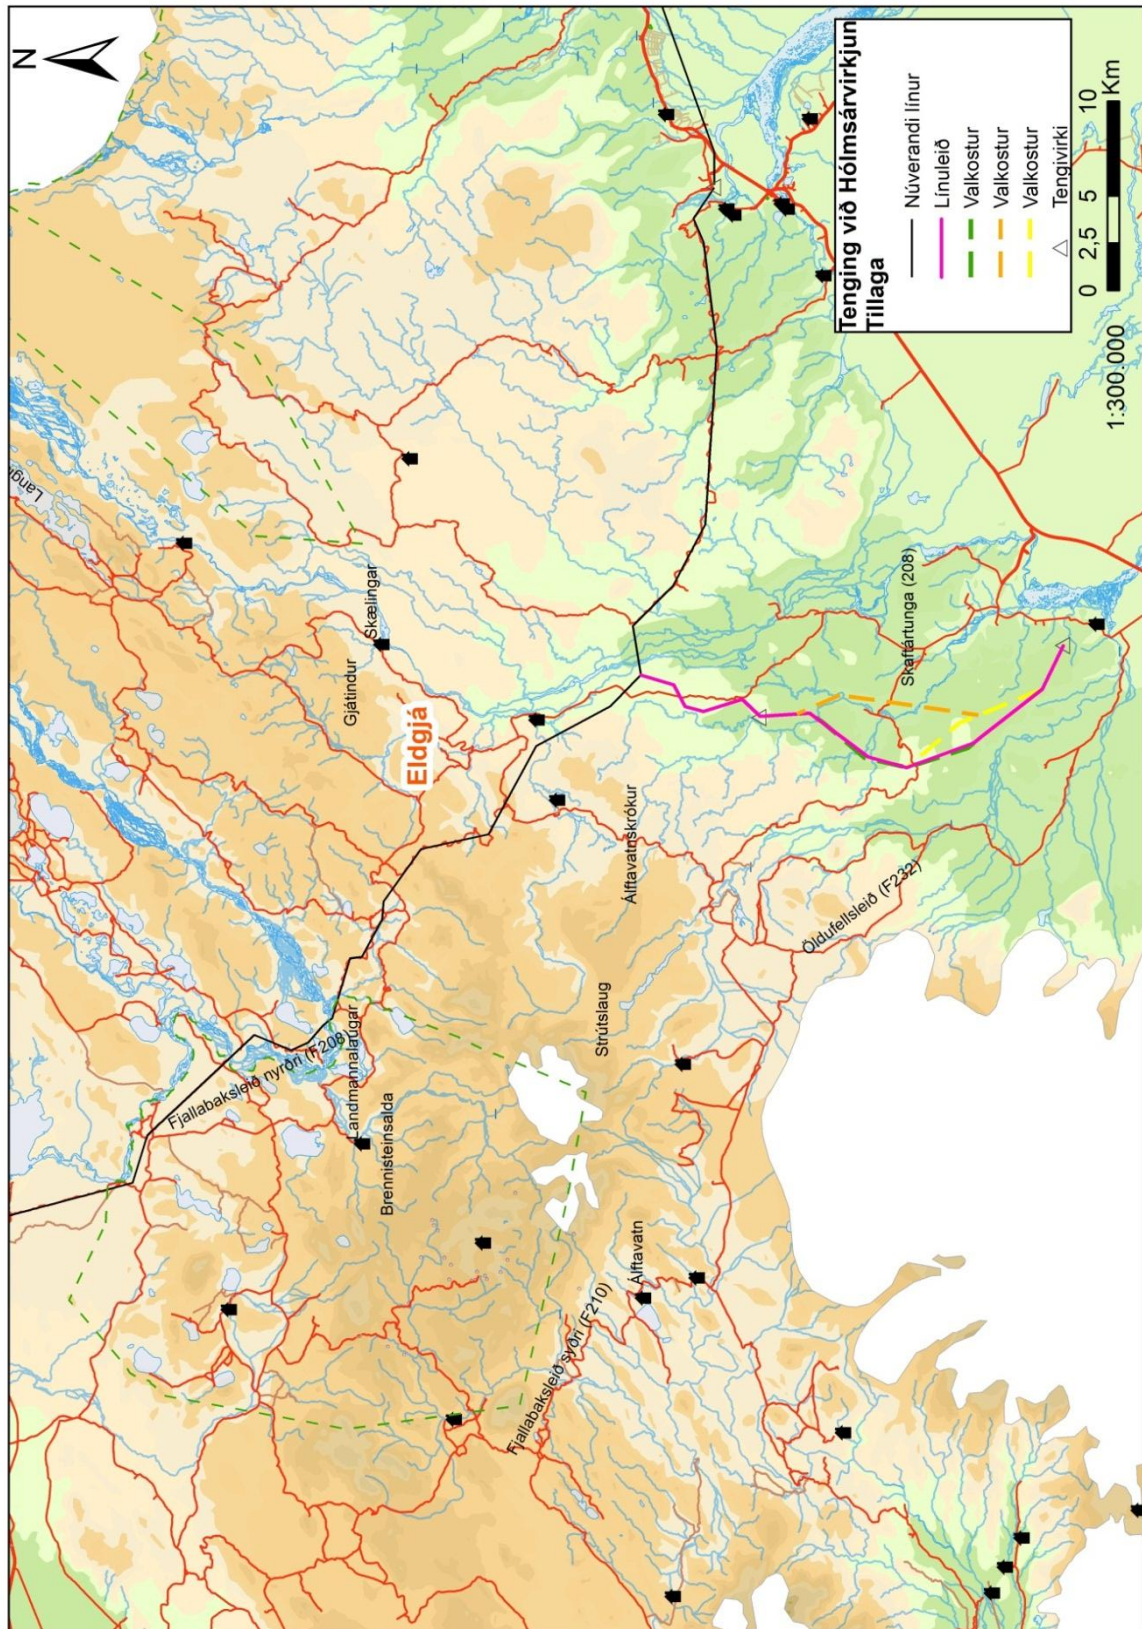 N
Langi
Skælingar
Gjátindur
Eldgjá
Álftavatnskrókur
Strútslaug
Skaftártunga (208)
Öldufellsleið (F232)
Fjallabaksleið nyrðri (F208)
Landmannalaugar
Brennisteinsalda
Álftavatn
Fjallabaksleið syðri (F210)
Tenging við Hólmsárvirkjun
Tillaga
Núverandi línur
Línuleið
Valkostur
Valkostur
Valkostur
Tengivirki
0 2,5 5 10
Km
1:300.000